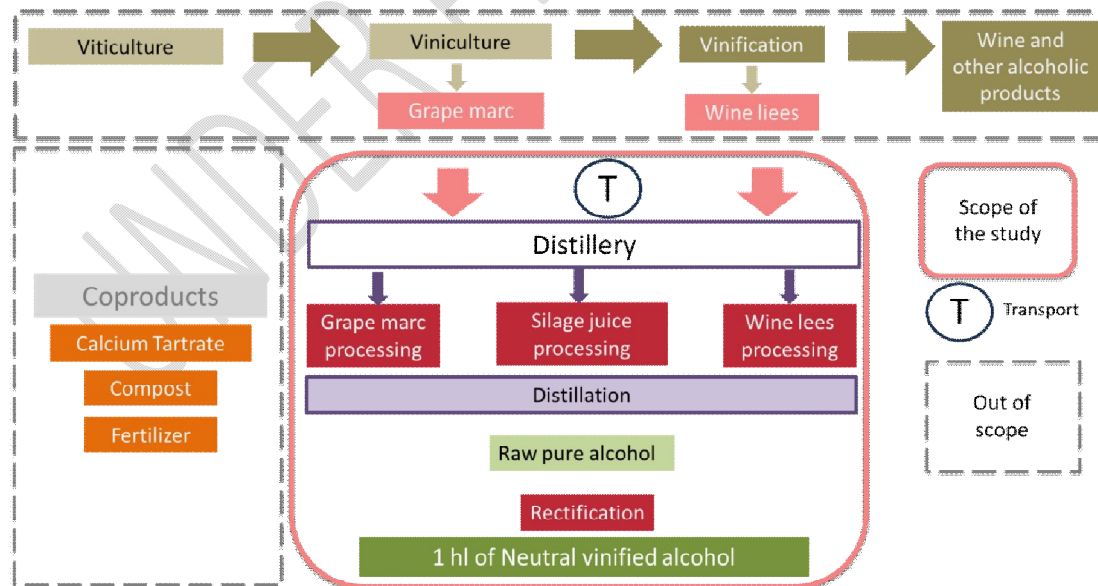 Viticulture
Viniculture
Vinification
Wine and
other alcoholic
products
Grape marc
Wine liees
T
Distillery
Scope of
the study
Coproducts
Calcium Tartrate
Compost
Fertilizer
Grape marc
processing
Silage juice
processing
Wine lees
processing
T
Transport
Distillation
Raw pure alcohol
Out of
scope
Rectification
1 hl of Neutral vinified alcohol
UNDER